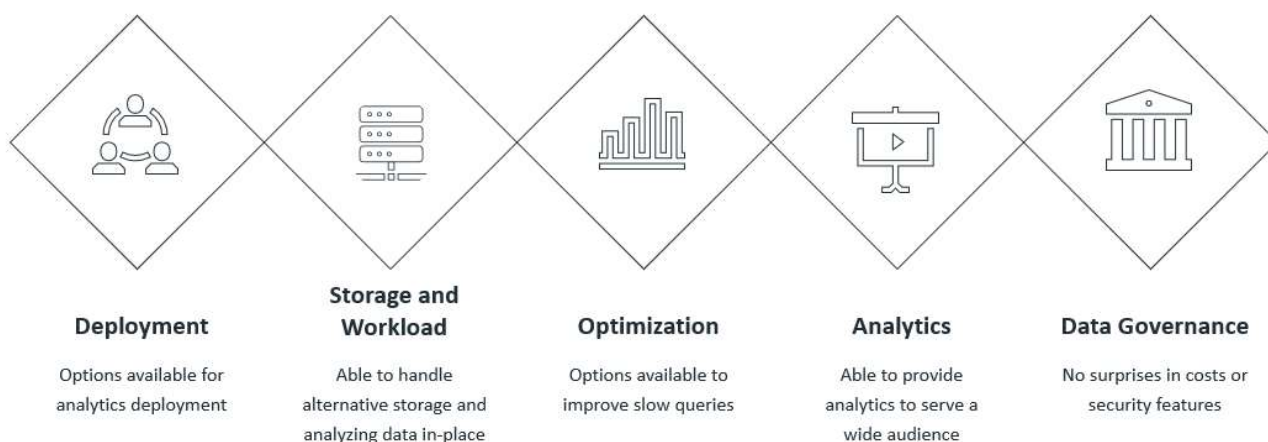 Deployment
Options available for
analytics deployment
Storage and
Workload
Able to handle
alternative storage and
analyzing data in-place
Optimization
Options available to
improve slow queries
Analytics
Able to provide
analytics to serve a
wide audience
Data Governance
No surprises in costs or
security features